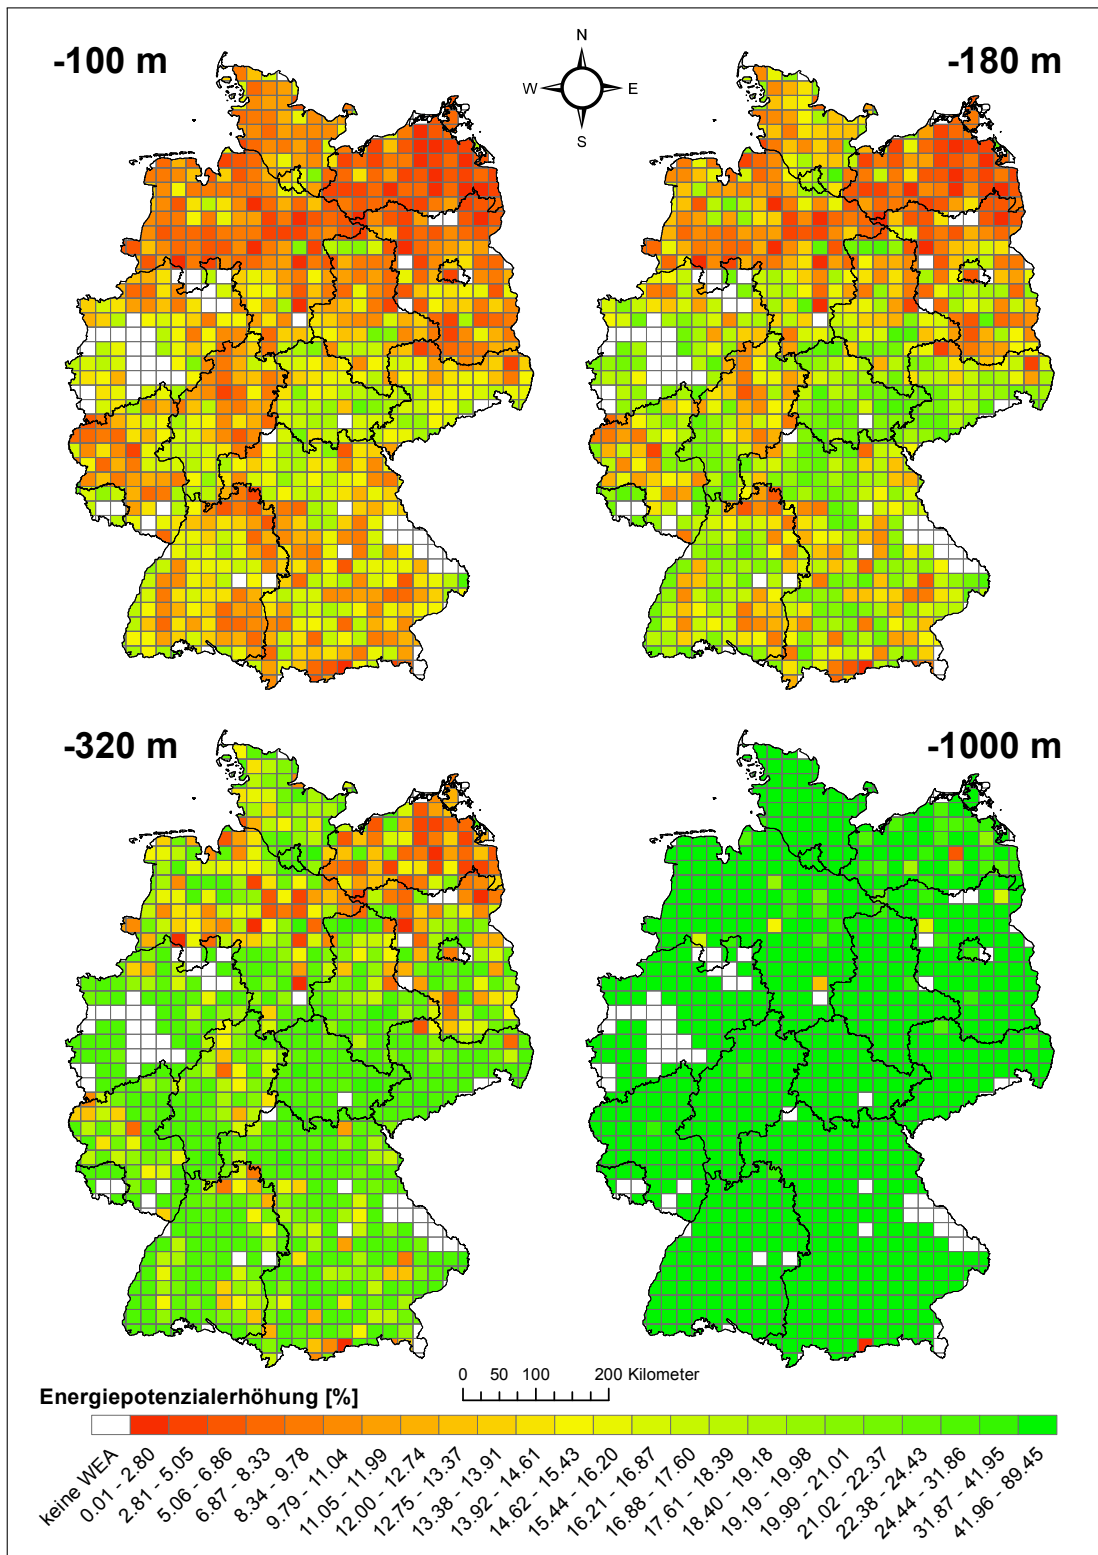 -100 m
N
W
E
S
-180 m
-320 m
-1000 m
0 50 100 200 Kilometer
Energiepotenzialerhöhung [%]
keine WEA
0.01 - 2.80
2.81 - 5.05
5.06 - 6.86
6.87 - 8.33
8.34 - 9.78
9.79 - 11.04
11.05 - 11.99
12.00 - 12.74
12.75 - 13.37
13.38 - 13.91
13.92 - 14.61
14.62 - 15.43
15.44 - 16.20
16.21 - 16.87
16.88 - 17.60
17.61 - 18.39
18.40 - 19.18
19.19 - 19.98
19.99 - 21.01
21.02 - 22.37
22.38 - 24.43
24.44 - 31.86
31.87 - 41.95
41.96 - 89.45